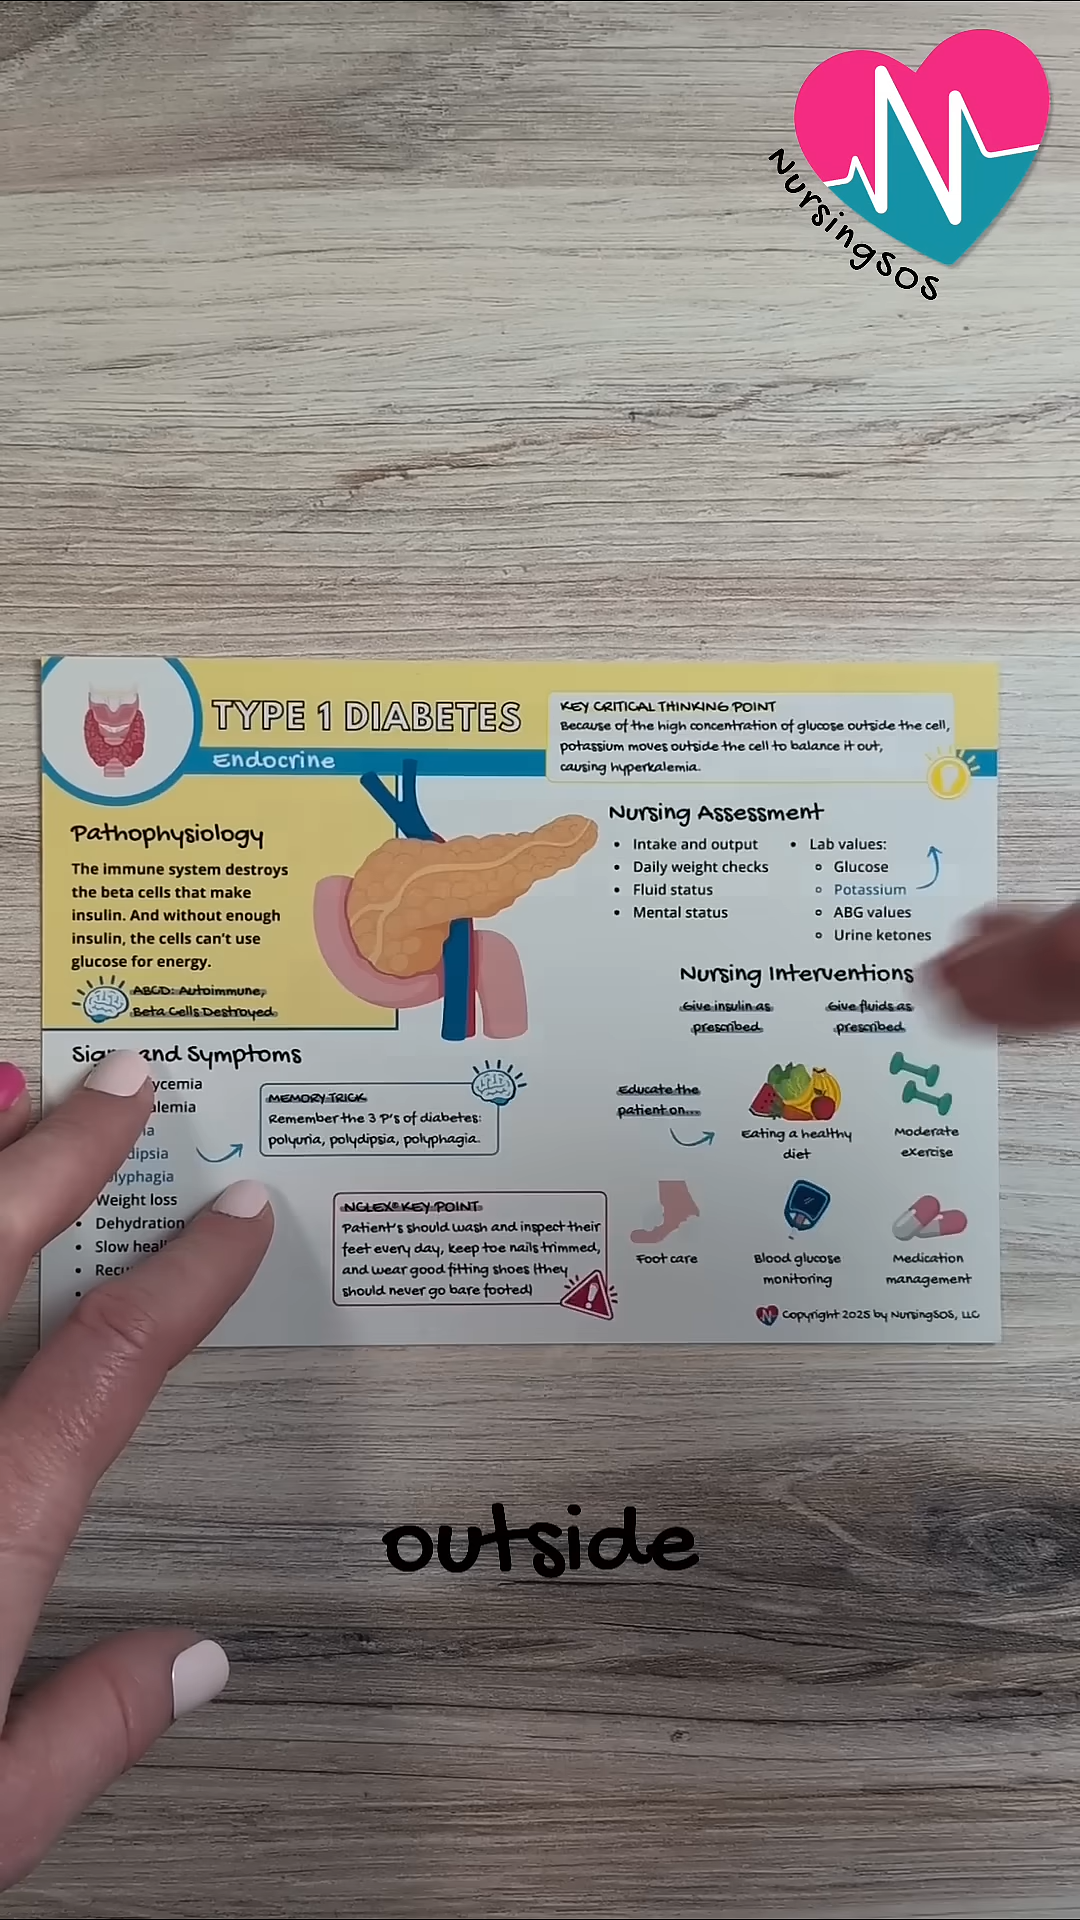 NursingSOS
TYPE 1 DIABETES
Endocrine
KEY CRITICAL THINKING POINT
Because of the high concentration of glucose outside the cell,
potassium moves outside the cell to balance it out,
causing hyperkalemia.
Pathophysiology
The immune system destroys
the beta cells that make
insulin. And without enough
insulin, the cells can't use
glucose for energy.
ABCD: Autoimmune,
Beta Cells Destroyed
Nursing Assessment
• Intake and output
• Daily weight checks
• Fluid status
• Mental status
• Lab values:
Glucose
Potassium
ABG values
Urine ketones
Nursing Interventions
Give insulin as
prescribed
Give fluids as
prescribed
Educate the
patient on...
Eating a healthy
diet
Moderate
exercise
Foot care
Blood glucose
monitoring
Medication
management
and Symptoms
Weight loss
• Dehydration
• Slow
MEMORY TRICK
Remember the 3 P's of diabetes:
polyuria, polydipsia, polyphagia.
NCLEX® KEY POINT
Patient's should wash and inspect their
feet every day, keep toe nails trimmed,
and wear good fitting shoes (they
should never go bare footed)
N Copyright 2025 by NursingSOS, LLC
outside